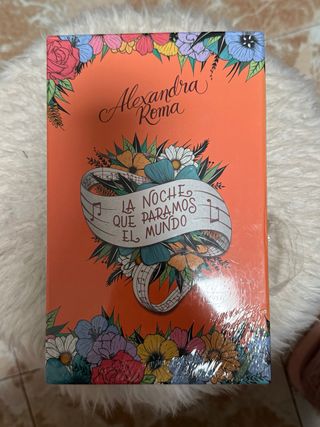 Alexandra
Roma
LA NOCHE
QUE PARAMOS
EL MUNDO